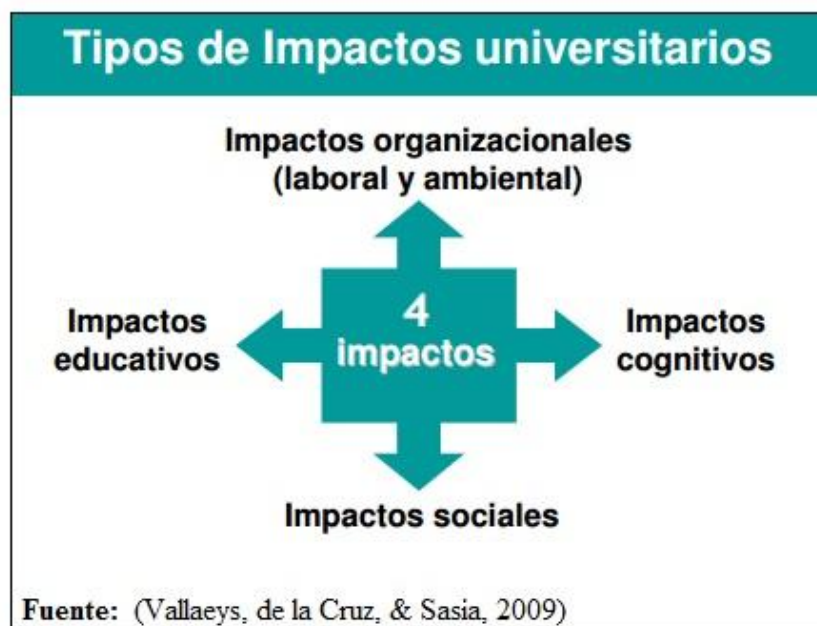 Tipos de Impactos universitarios
Impactos organizacionales
(laboral y ambiental)
Impactos
educativos
4
impactos
Impactos
cognitivos
Impactos sociales
Fuente: (Vallaeys, de la Cruz, & Sasia, 2009)